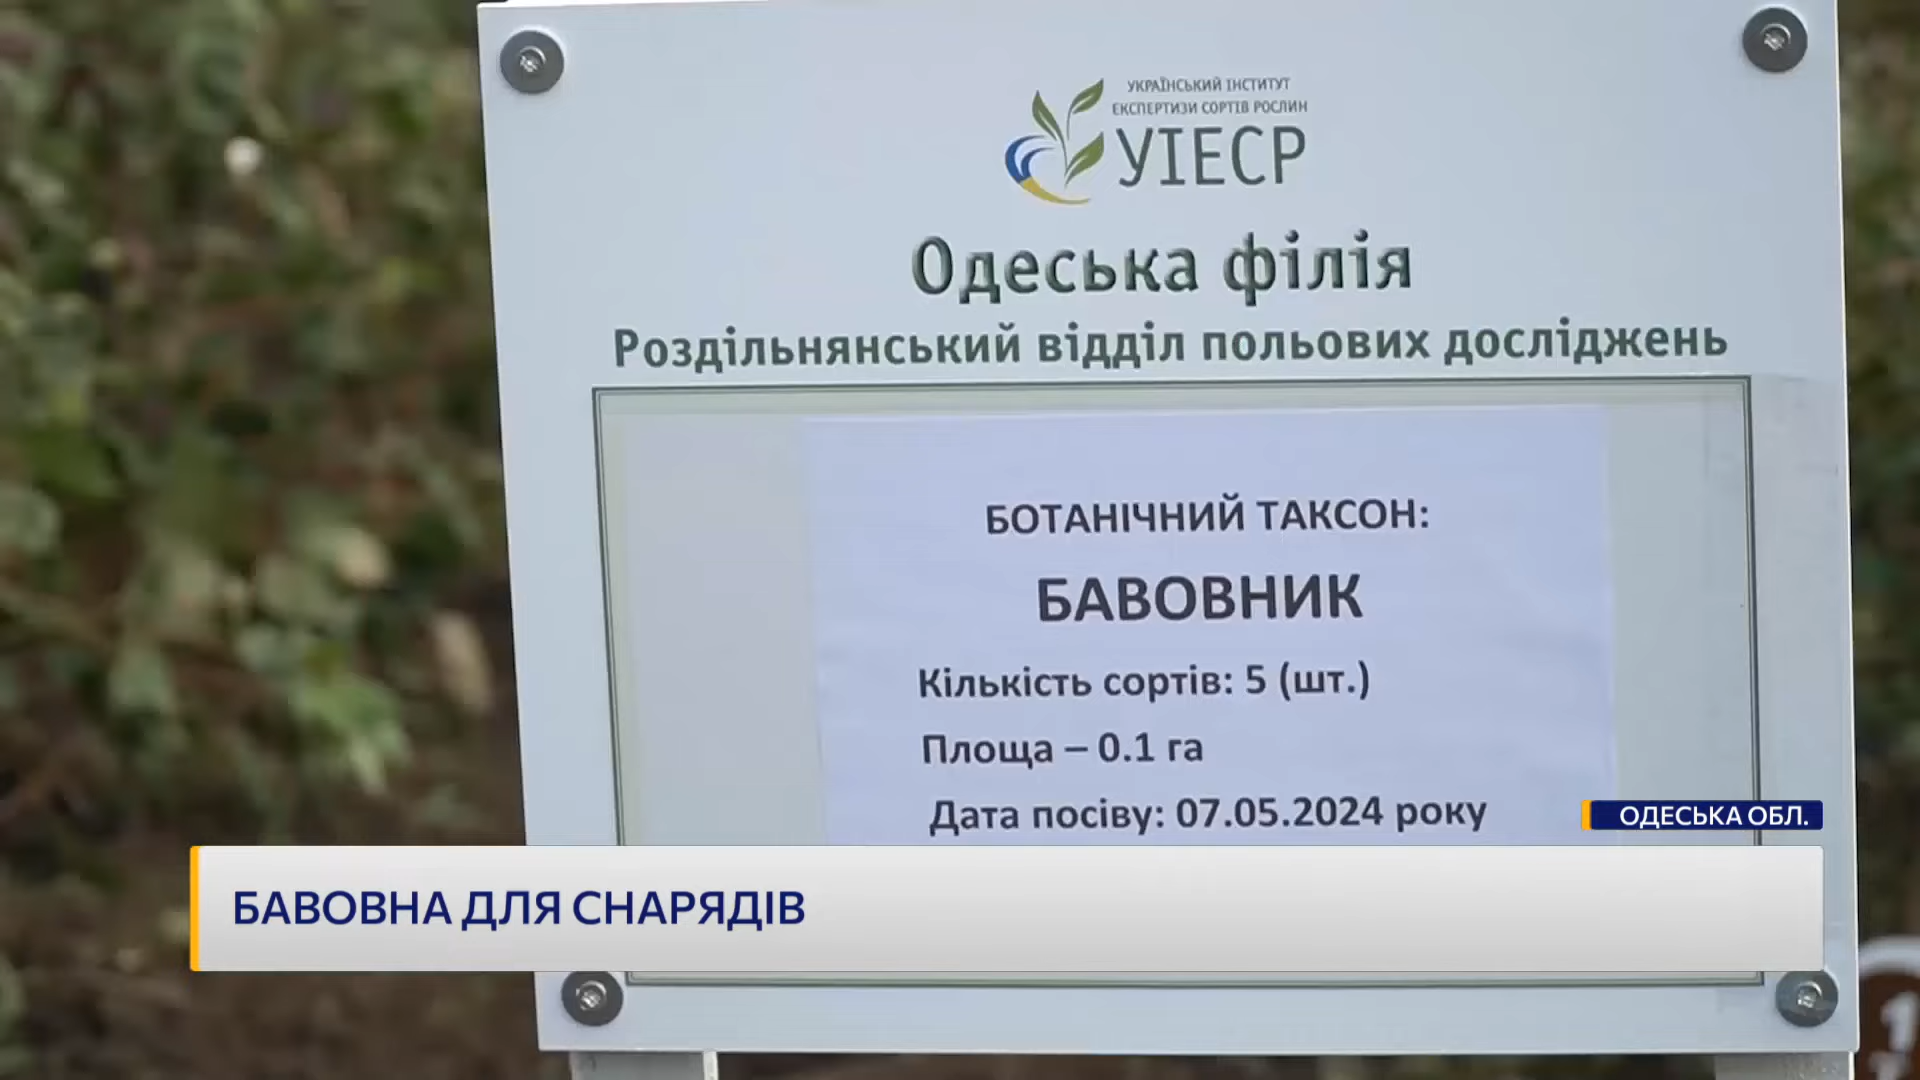 УКРАЇНСЬКИЙ ІНСТИТУТ
ЕКСПЕРТИЗИ СОРТІВ РОСЛИН
УІЕСР
Одеська філія
Роздільнянський відділ польових досліджень
БОТАНІЧНИЙ ТАКСОН:
БАВОВНИК
Кількість сортів: 5 (шт.)
Площа – 0.1 га
Дата посіву: 07.05.2024 року
ОДЕСЬКА ОБЛ.
БАВОВНА ДЛЯ СНАРЯДІВ